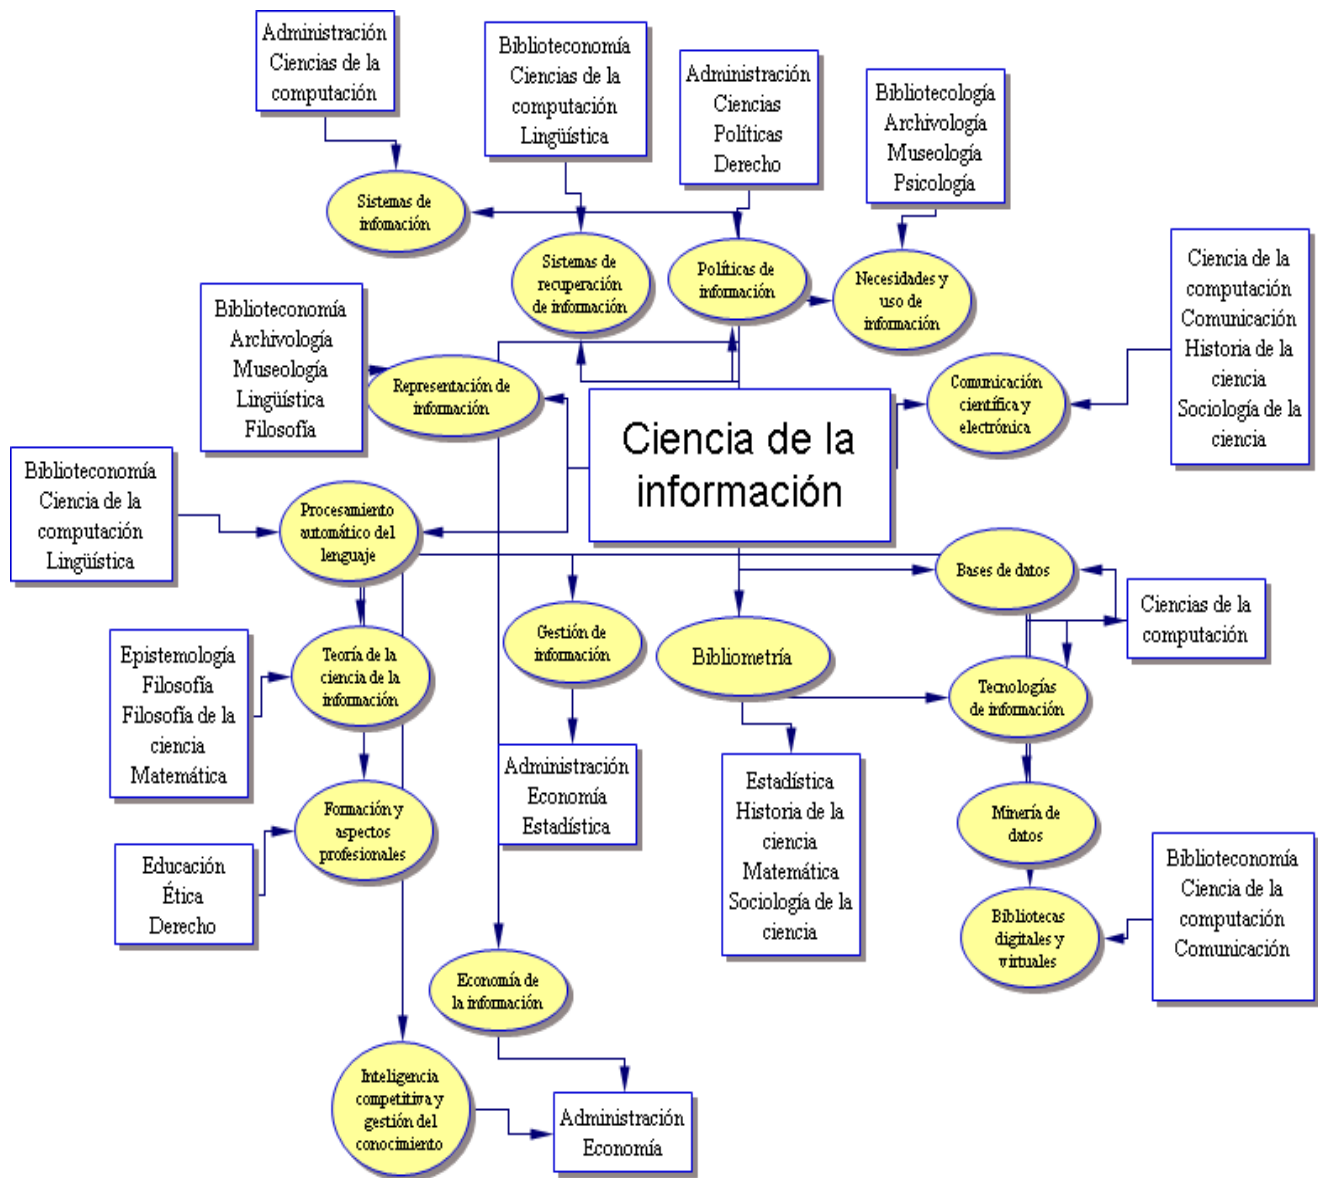 Administración
Ciencias de la
computación
Biblioteconomía
Ciencias de la
computación
Lingüística
Administración
Ciencias
Políticas
Derecho
Bibliotecología
Archivología
Museología
Psicología
Sistemas de
infomación
Sistemas de
recuperación
de información
Políticas de
información
Necesidades y
uso de
información
Ciencia de la
computación
Comunicación
Historia de la
ciencia
Sociología de la
ciencia
Biblioteconomía
Archivología
Museología
Lingüística
Filosofía
Representación de
información
Comunicación
científica y
electrónica
Ciencia de la
información
Biblioteconomía
Ciencia de la
computación
Lingüística
Procesamiento
automático del
lenguaje
Bases de datos
Ciencias de la
computación
Gestión de
información
Bibliometría
Epistemología
Filosofía
Filosofía de la
ciencia
Matemática
Teoría de la
ciencia de la
información
Tecnologías
de información
Administración
Economía
Estadística
Estadística
Historia de la
ciencia
Matemática
Sociología de la
ciencia
Formación y
aspectos
profesionales
Minería de
datos
Educación
Ética
Derecho
Biblioteconomía
Ciencia de la
computación
Comunicación
Bibliotecas
digitales y
virtuales
Economía de
la información
Inteligencia
competitiva y
gestión del
conocimiento
Administración
Economía